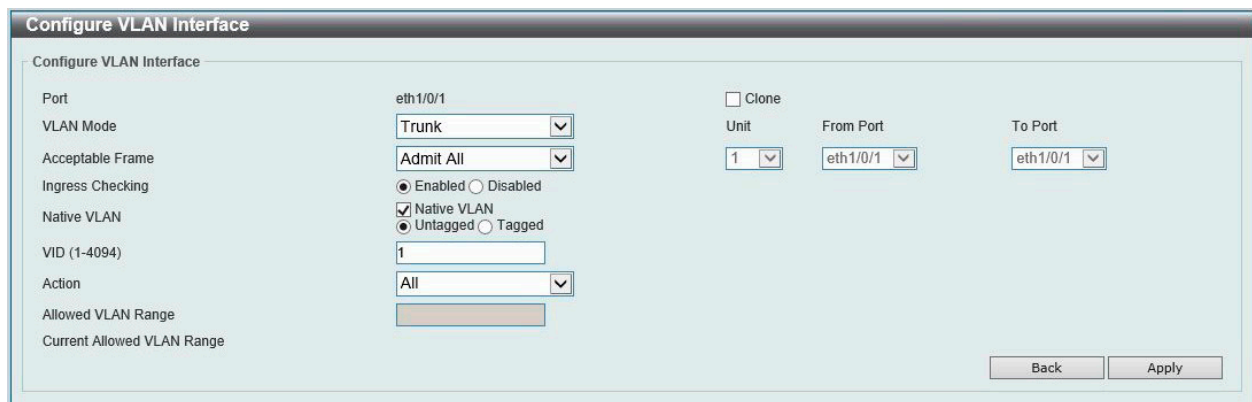 Configure VLAN Interface
Configure VLAN Interface
Port eth1/0/1 Clone
VLAN Mode Trunk Unit From Port To Port
Acceptable Frame Admit All 1 eth1/0/1 eth1/0/1
Ingress Checking Enabled Disabled
Native VLAN Native VLAN
Untagged Tagged
VID (1-4094) 1
Action All
Allowed VLAN Range
Current Allowed VLAN Range
Back Apply